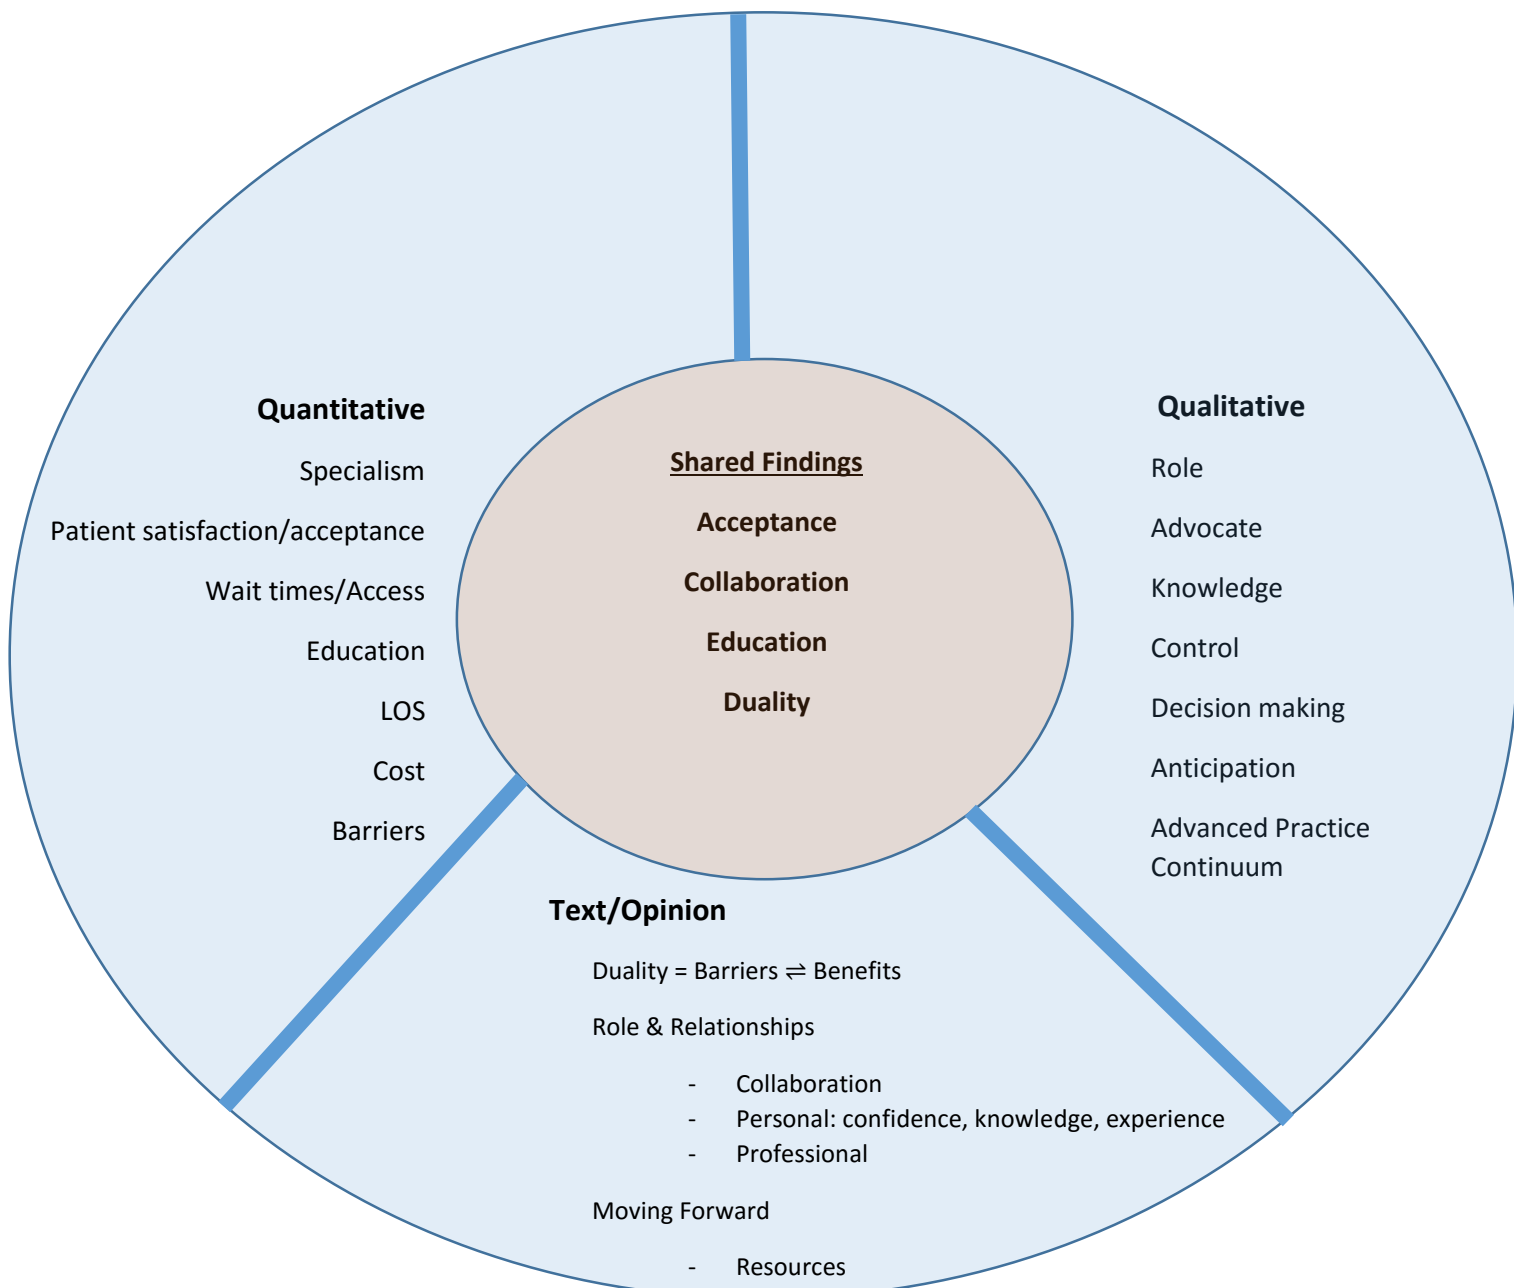 Quantitative
Specialism
Patient satisfaction/acceptance
Wait times/Access
Education
LOS
Cost
Barriers
Shared Findings
Acceptance
Collaboration
Education
Duality
Qualitative
Role
Advocate
Knowledge
Control
Decision making
Anticipation
Advanced Practice
Continuum
Text/Opinion
Duality = Barriers ⇌ Benefits
Role & Relationships
- Collaboration
- Personal: confidence, knowledge, experience
- Professional
Moving Forward
- Resources